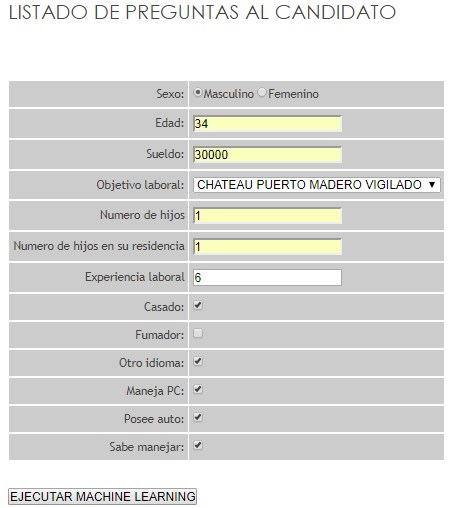 LISTADO DE PREGUNTAS AL CANDIDATO
Sexo: Masculino Femenino
Edad: 34
Sueldo: 30000
Objetivo laboral: CHATEAU PUERTO MADERO VIGILADO
Numero de hijos 1
Numero de hijos en su residencia 1
Experiencia laboral 6
Casado:
Fumador:
Otro idioma:
Maneja PC:
Posee auto:
Sabe manejar:
EJECUTAR MACHINE LEARNING